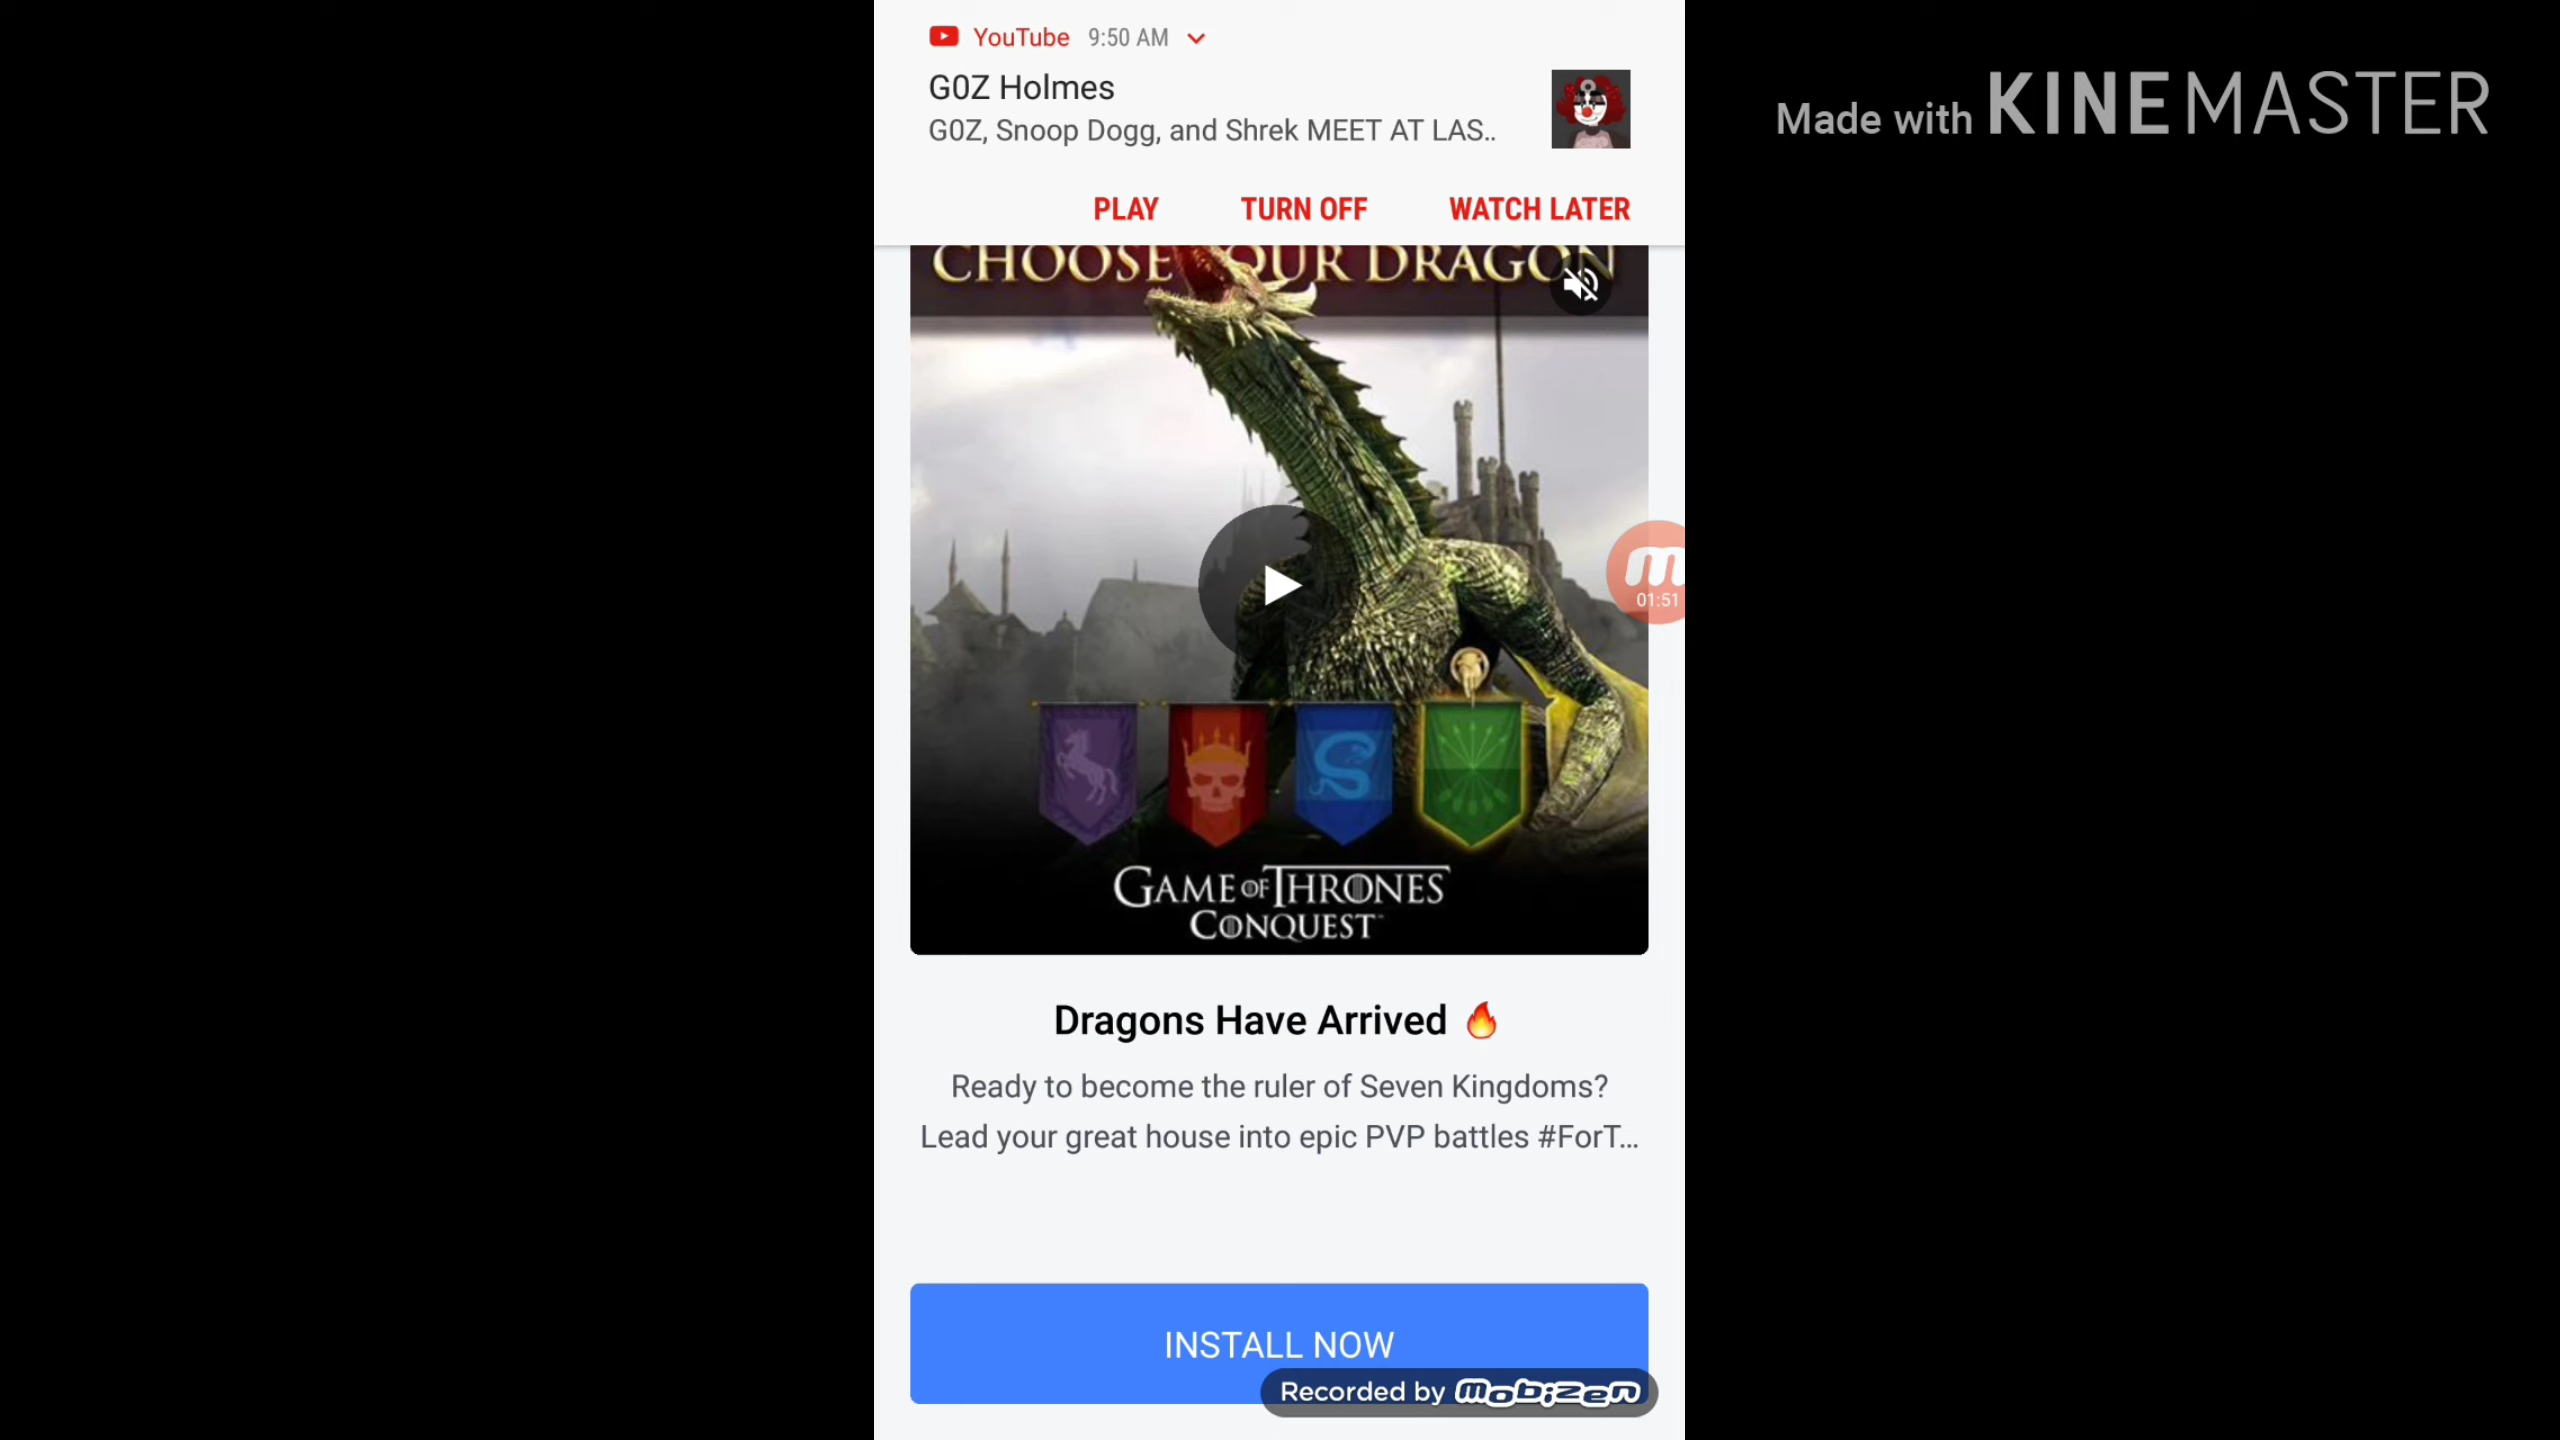 YouTube 9:50 AM
G0Z Holmes
G0Z, Snoop Dogg, and Shrek MEET AT LAS..
PLAY TURN OFF WATCH LATER
Made with KINEMASTER
CHOOSE YOUR DRAGON
01:51
S
GAME OF THRONES
CONQUEST
Dragons Have Arrived 🔥
Ready to become the ruler of Seven Kingdoms?
Lead your great house into epic PVP battles #ForT...
INSTALL NOW
Recorded by mobizen